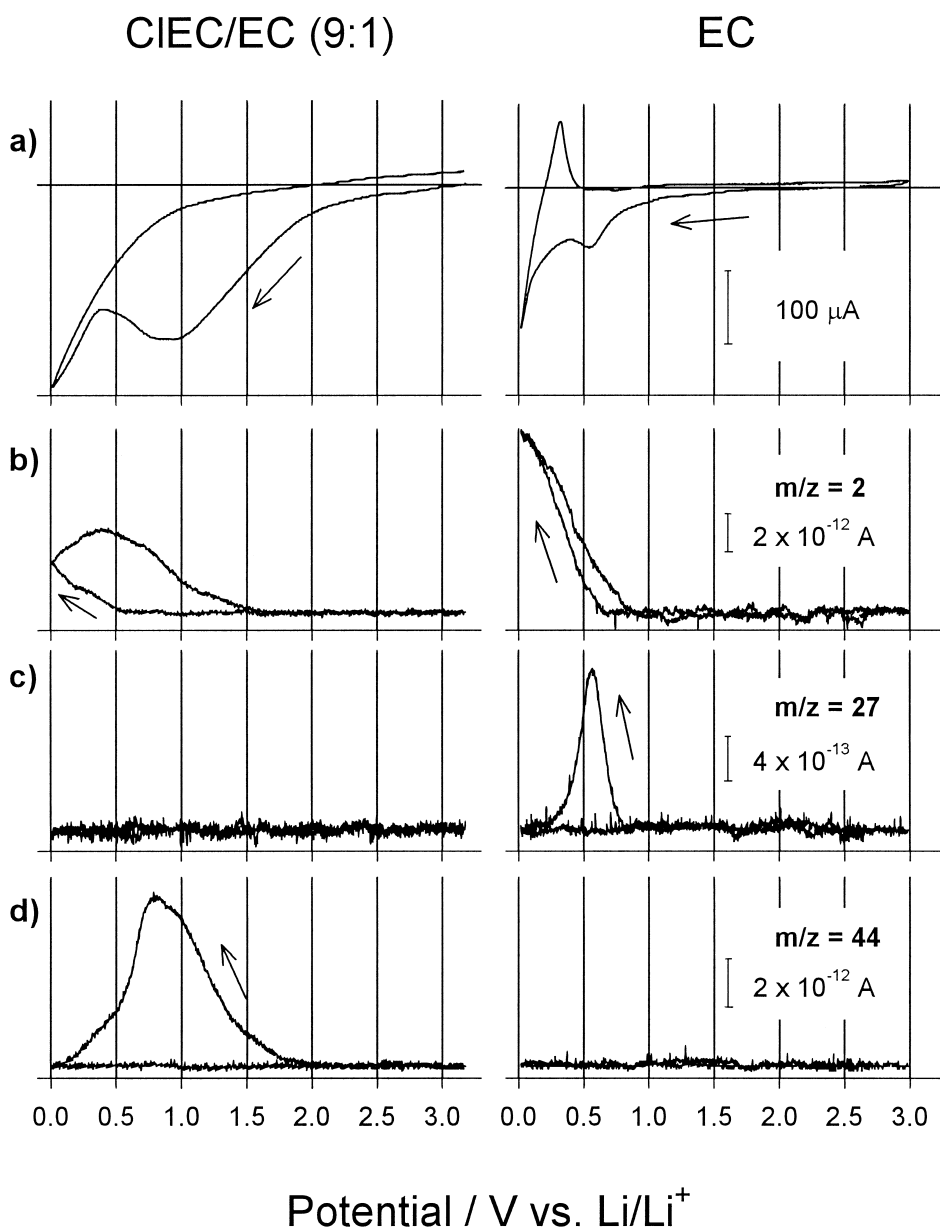 ClEC/EC (9:1) EC
a)
100 μA
b)
m/z = 2
2 x 10⁻¹² A
c)
m/z = 27
4 x 10⁻¹³ A
d)
m/z = 44
2 x 10⁻¹² A
0.0 0.5 1.0 1.5 2.0 2.5 3.0 0.0 0.5 1.0 1.5 2.0 2.5 3.0
Potential / V vs. Li/Li⁺